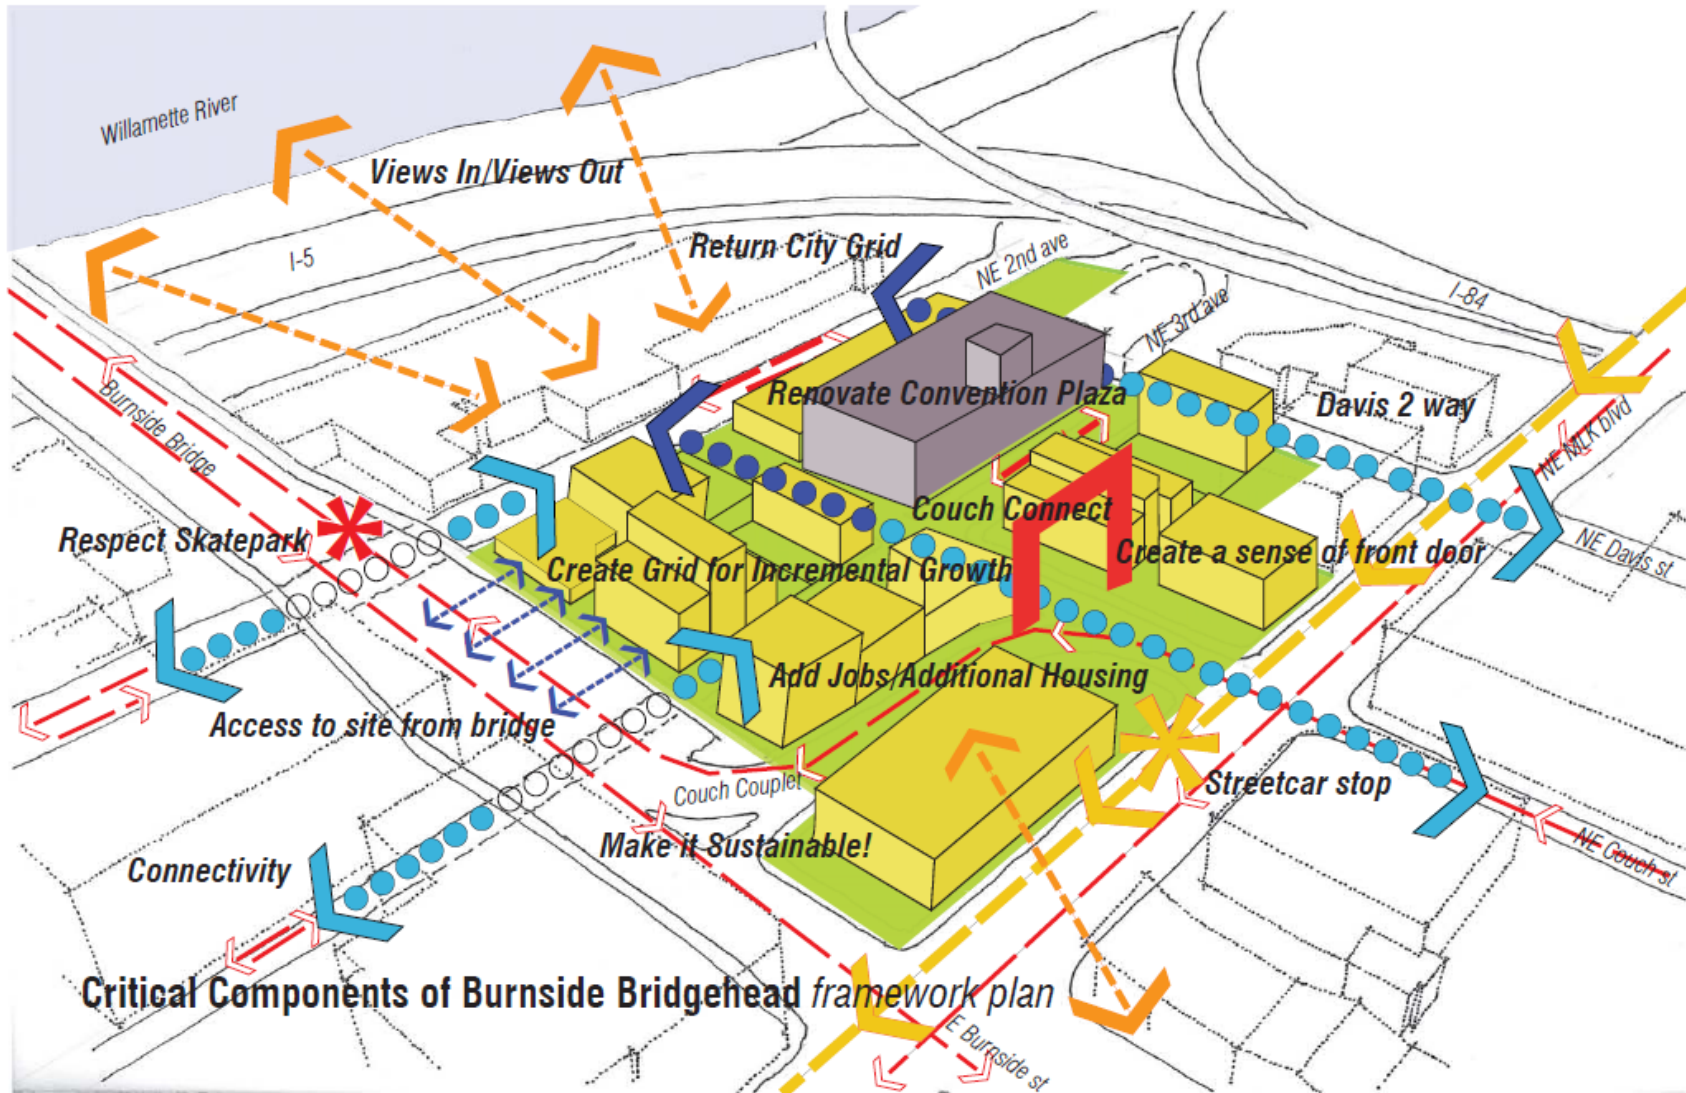 Willamette River
Views In/Views Out
I-5
Return City Grid
NE 2nd ave
I-84
NE 3rd ave
Burnside Bridge
Renovate Convention Plaza
Davis 2 way
NE MLK blvd
Couch Connect
Respect Skatepark
Create a sense of front door
NE Davis st
Create Grid for Incremental Growth
Add Jobs/Additional Housing
Access to site from bridge
Couch Couplet
Streetcar stop
Make it Sustainable!
NE Couch st
Connectivity
Critical Components of Burnside Bridgehead framework plan
E Burnside st